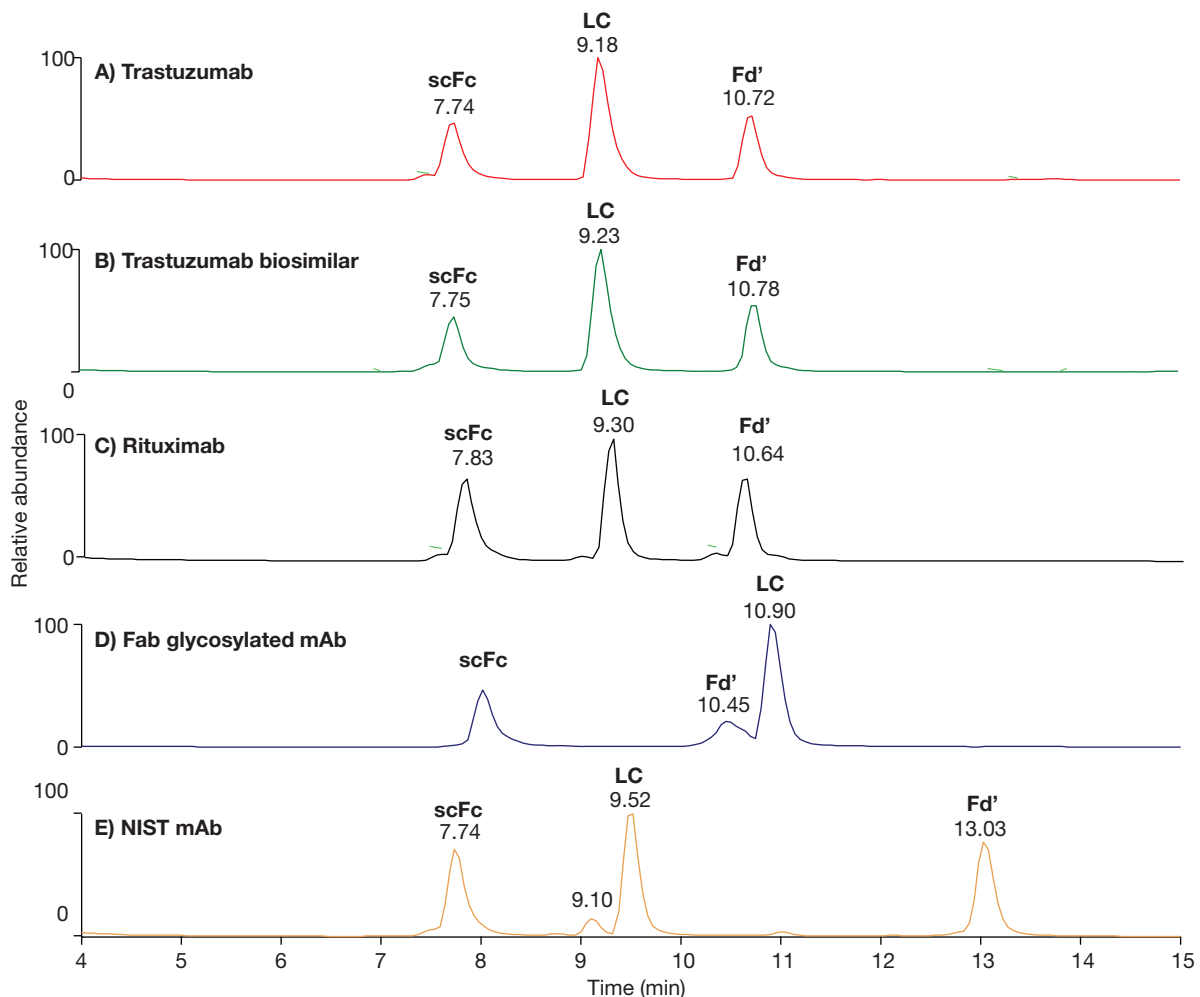 LC
9.18
100
A) Trastuzumab
scFc
7.74
Fd’
10.72
0
LC
9.23
100
B) Trastuzumab biosimilar
scFc
7.75
Fd’
10.78
0
LC
9.30
100
C) Rituximab
scFc
7.83
Fd’
10.64
0
Relative abundance
LC
10.90
100
D) Fab glycosylated mAb
scFc
Fd’
10.45
0
LC
9.52
100
E) NIST mAb
scFc
7.74
9.10
Fd’
13.03
0
4 5 6 7 8 9 10 11 12 13 14 15
Time (min)